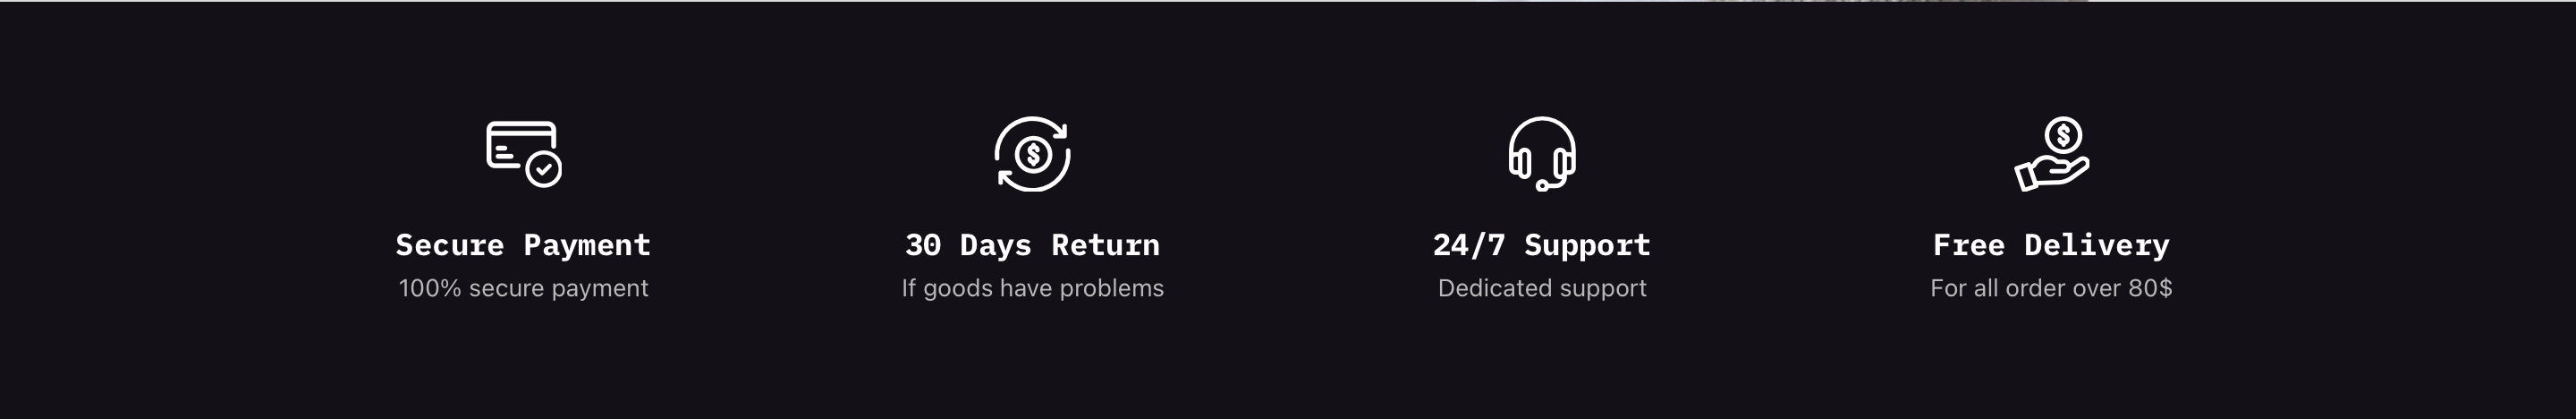 Secure Payment
100% secure payment
30 Days Return
If goods have problems
24/7 Support
Dedicated support
Free Delivery
For all order over 80$